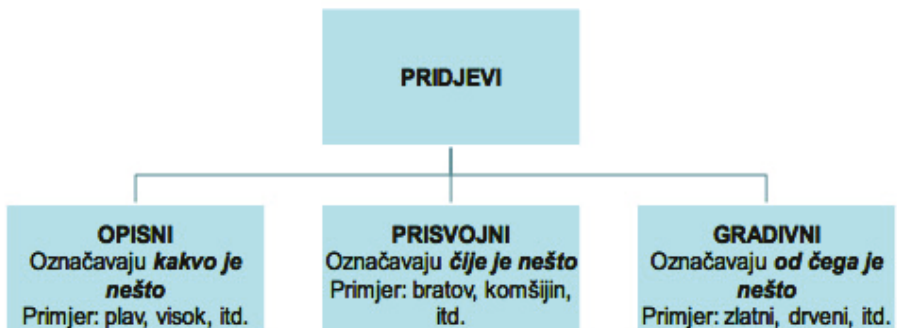 PRIDJEVI
OPISNI
Označavaju kakvo je
nešto
Primjer: plav, visok, itd.
PRISVOJNI
Označavaju čije je nešto
Primjer: bratov, komšijin,
itd.
GRADIVNI
Označavaju od čega je
nešto
Primjer: zlatni, drveni, itd.